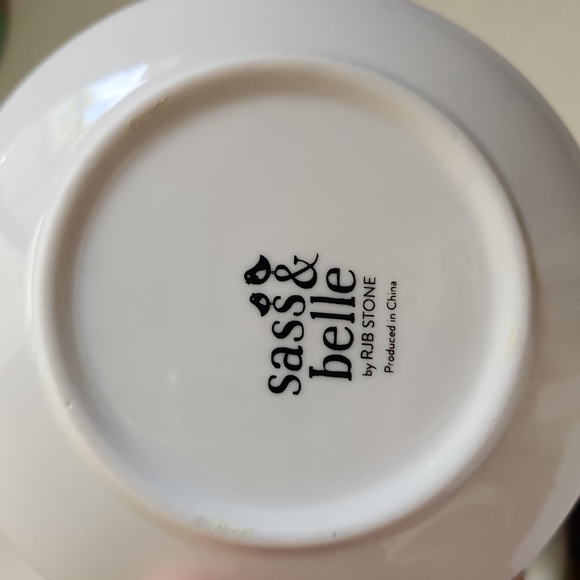 sass &
belle
by RJB STONE
Produced in China